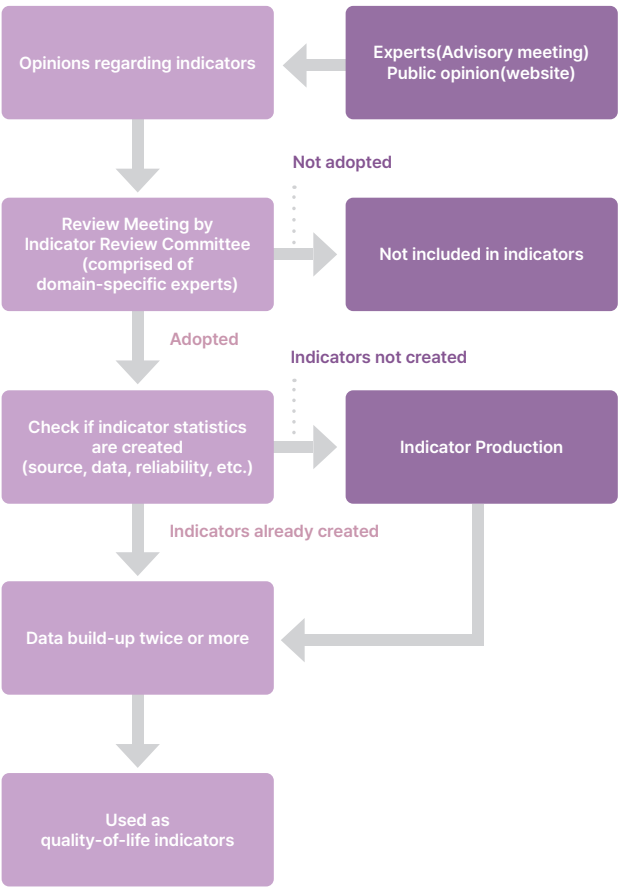 Opinions regarding indicators
Experts(Advisory meeting)
Public opinion(website)
Not adopted
Review Meeting by
Indicator Review Committee
(comprised of
domain-specific experts)
Not included in indicators
Adopted
Indicators not created
Check if indicator statistics
are created
(source, data, reliability, etc.)
Indicator Production
Indicators already created
Data build-up twice or more
Used as
quality-of-life indicators